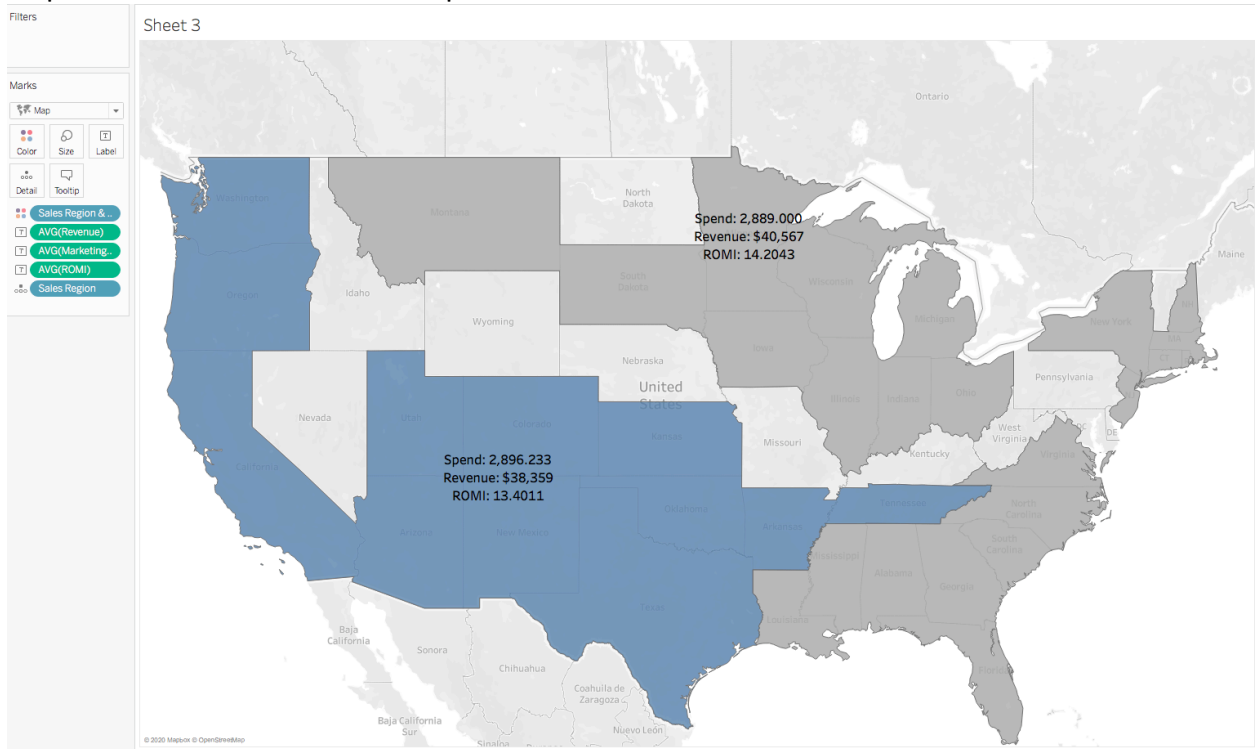 Filters
Sheet 3
Marks
Map
Color
Size
Label
Detail
Tooltip
Sales Region &..
AVG(Revenue)
AVG(Marketing..
AVG(ROMI)
Sales Region
Ontario
Washington
Montana
North
Dakota
Spend: 2,889.000
Revenue: $40,567
ROMI: 14.2043
Maine
South
Dakota
Wisconsin
Oregon
Idaho
Michigan
New York
Wyoming
MA
Iowa
CT
Nebraska
Pennsylvania
United
States
Ohio
Illinois
Indiana
Nevada
Utah
Colorado
Kansas
Missouri
West
Virginia
DE
Kentucky
Virginia
Spend: 2,896.233
Revenue: $38,359
ROMI: 13.4011
California
Tennessee
North
Carolina
Oklahoma
Arizona
New Mexico
Arkansas
South
Carolina
Mississippi
Alabama
Georgia
Texas
Louisiana
Baja
California
Sonora
Florida
Chihuahua
Coahuila de
Zaragoza
Baja California
Sur
Nuevo León
Sinaloa
© 2020 Mapbox © OpenStreetMap